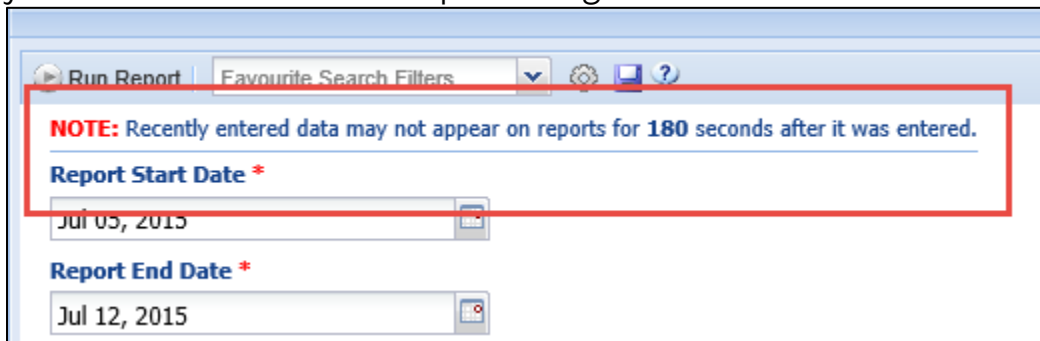 Run Report Favourite Search Filters
NOTE: Recently entered data may not appear on reports for 180 seconds after it was entered.
Report Start Date *
Jul 05, 2015
Report End Date *
Jul 12, 2015